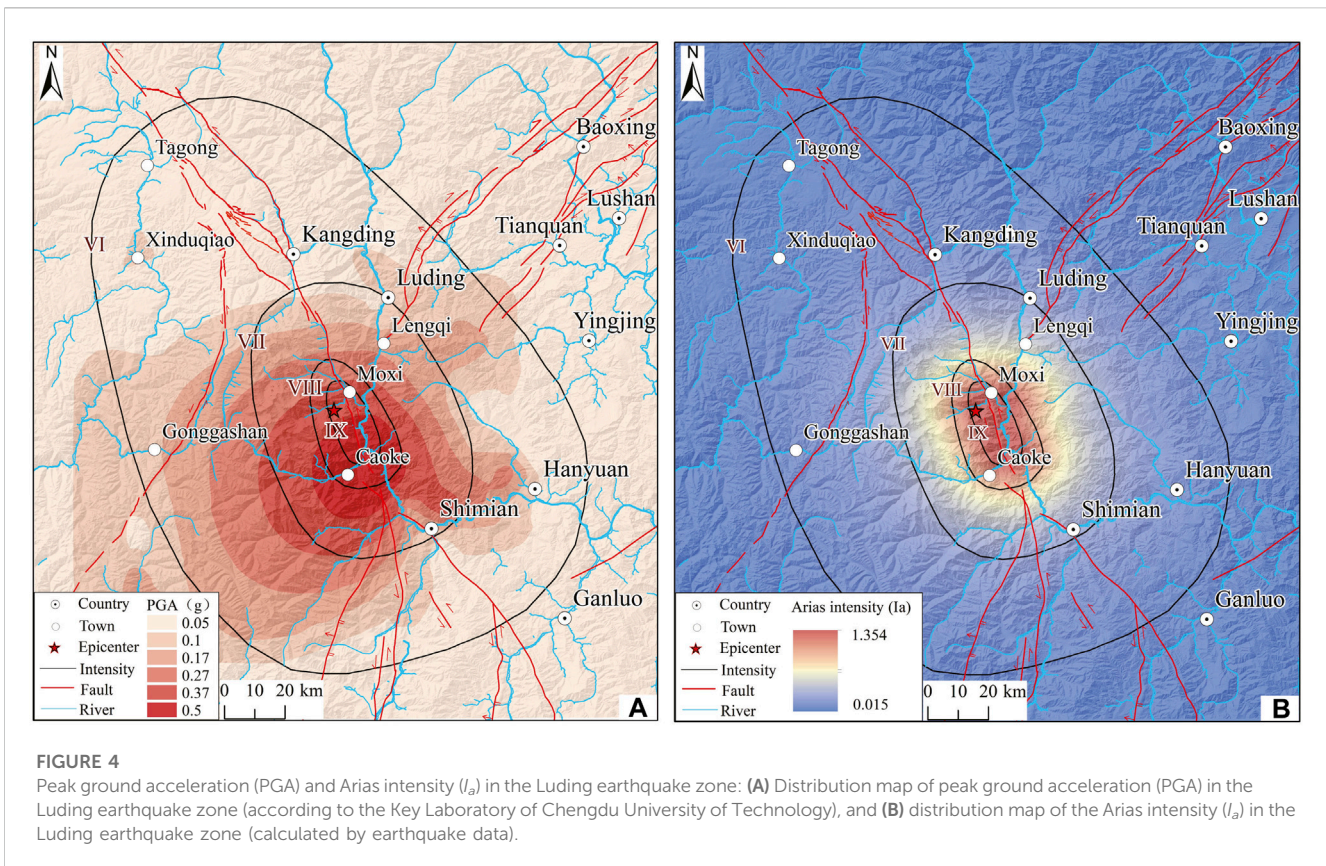 N
Tagong
Baoxing
Lushan
Tianquan
VI
Xinduqiao
Kangding
Luding
Lengqi
Yingjing
VII
VIII
Moxi
IX
Gonggashan
Caoke
Hanyuan
Shimian
Ganluo
Country
Town
Epicenter
Intensity
Fault
River
PGA (g)
0.05
0.1
0.17
0.27
0.37
0.5
0 10 20 km
A
N
Tagong
Baoxing
Lushan
Tianquan
VI
Xinduqiao
Kangding
Luding
Lengqi
Yingjing
VII
VIII
Moxi
IX
Gonggashan
Caoke
Hanyuan
Shimian
Ganluo
Country
Town
Epicenter
Intensity
Fault
River
Arias intensity (Ia)
1.354
0.015
0 10 20 km
B
FIGURE 4
Peak ground acceleration (PGA) and Arias intensity (Ia) in the Luding earthquake zone: (A) Distribution map of peak ground acceleration (PGA) in the
Luding earthquake zone (according to the Key Laboratory of Chengdu University of Technology), and (B) distribution map of the Arias intensity (Ia) in the
Luding earthquake zone (calculated by earthquake data).